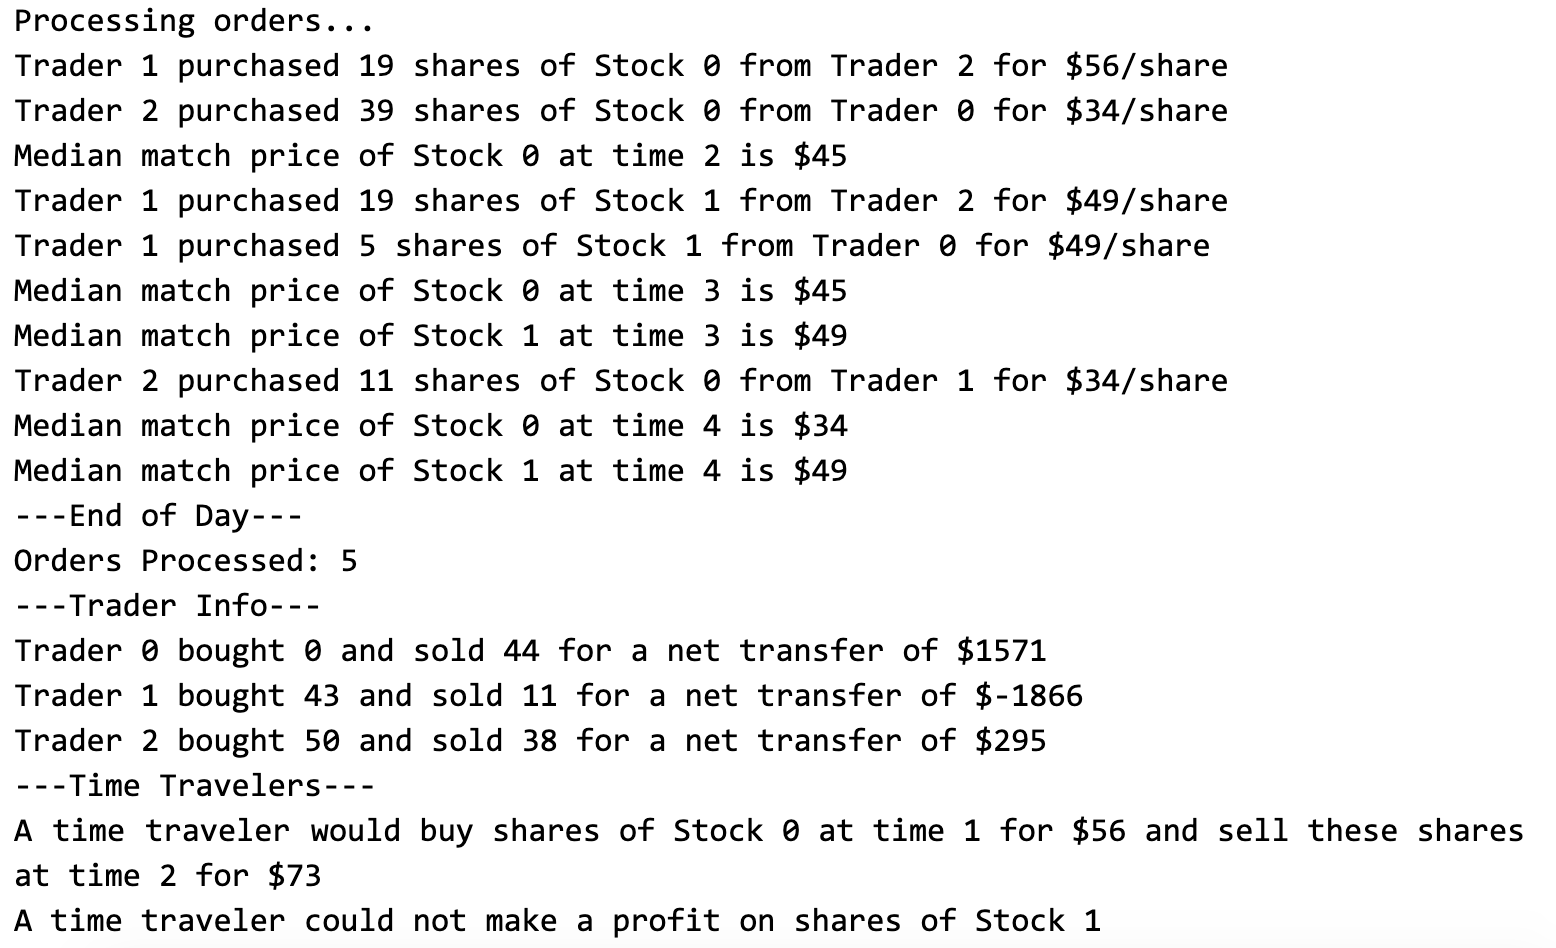 Processing orders...
Trader 1 purchased 19 shares of Stock 0 from Trader 2 for $56/share
Trader 2 purchased 39 shares of Stock 0 from Trader 0 for $34/share
Median match price of Stock 0 at time 2 is $45
Trader 1 purchased 19 shares of Stock 1 from Trader 2 for $49/share
Trader 1 purchased 5 shares of Stock 1 from Trader 0 for $49/share
Median match price of Stock 0 at time 3 is $45
Median match price of Stock 1 at time 3 is $49
Trader 2 purchased 11 shares of Stock 0 from Trader 1 for $34/share
Median match price of Stock 0 at time 4 is $34
Median match price of Stock 1 at time 4 is $49
---End of Day---
Orders Processed: 5
---Trader Info---
Trader 0 bought 0 and sold 44 for a net transfer of $1571
Trader 1 bought 43 and sold 11 for a net transfer of $-1866
Trader 2 bought 50 and sold 38 for a net transfer of $295
---Time Travelers---
A time traveler would buy shares of Stock 0 at time 1 for $56 and sell these shares
at time 2 for $73
A time traveler could not make a profit on shares of Stock 1